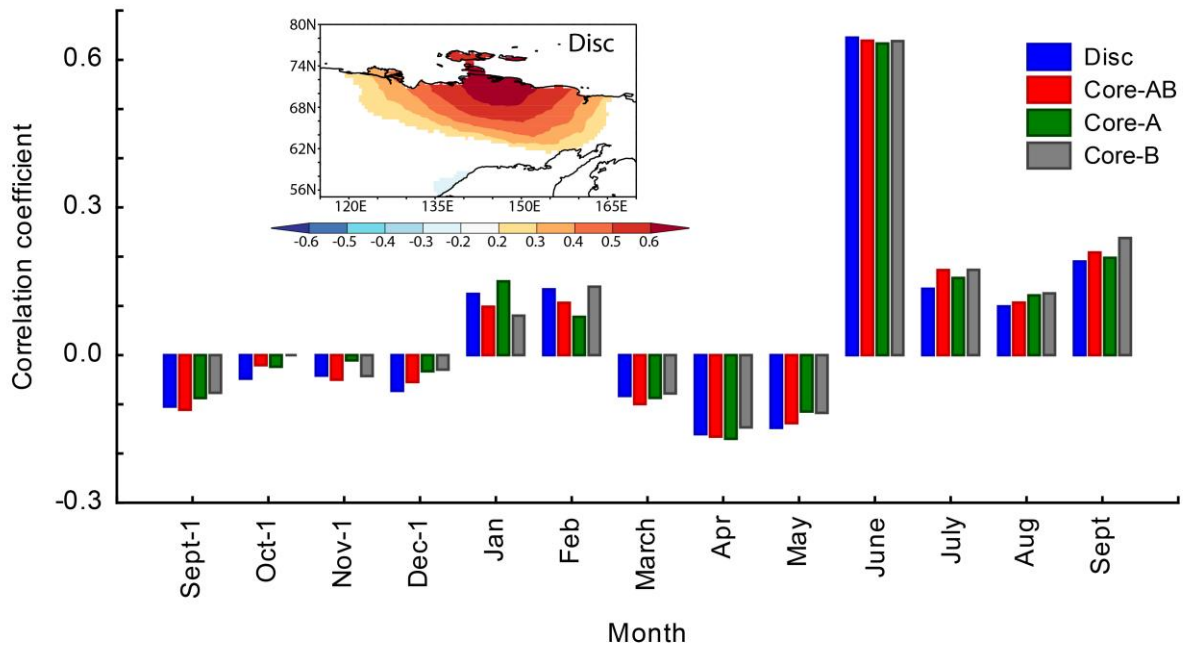 80N
74N
68N
62N
56N
120E 135E 150E 165E
Disc
-0.6 -0.5 -0.4 -0.3 -0.2 0.2 0.3 0.4 0.5 0.6
Disc
Core-AB
Core-A
Core-B
Correlation coefficient
0.6
0.3
0.0
-0.3
Sept-1 Oct-1 Nov-1 Dec-1 Jan Feb March Apr May June July Aug Sept
Month